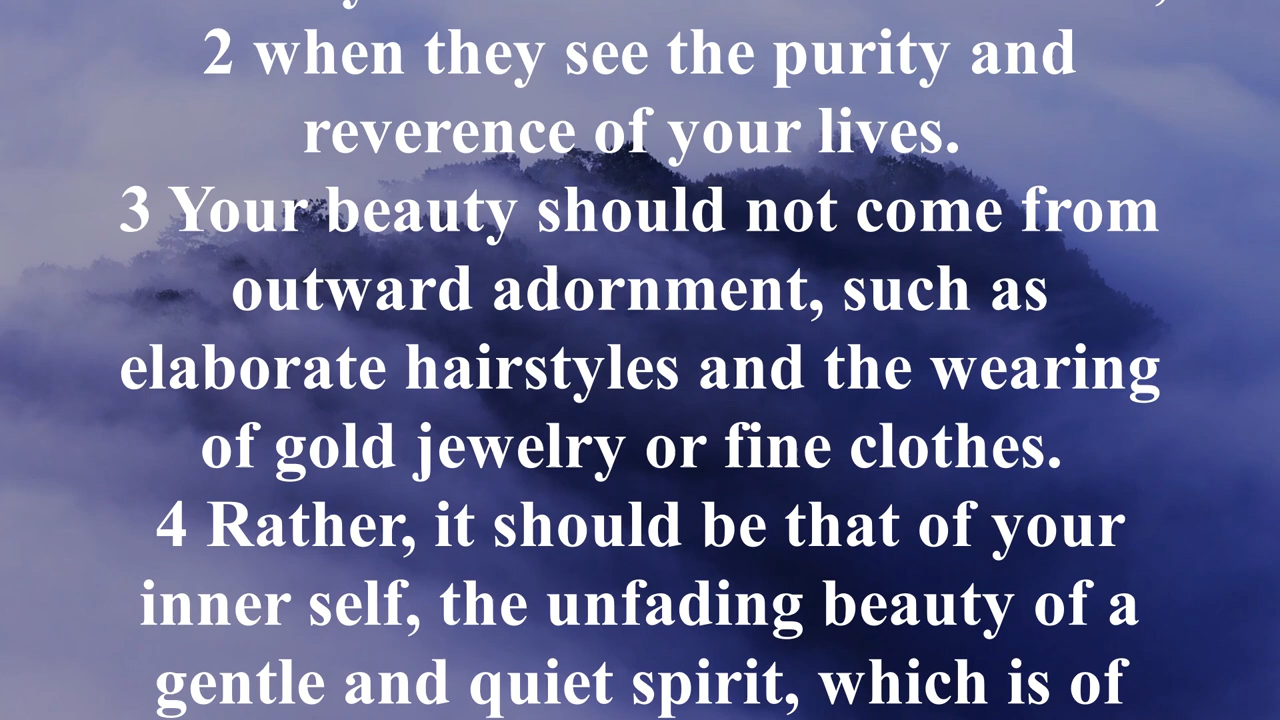 2 when they see the purity and
reverence of your lives.
3 Your beauty should not come from
outward adornment, such as
elaborate hairstyles and the wearing
of gold jewelry or fine clothes.
4 Rather, it should be that of your
inner self, the unfading beauty of a
gentle and quiet spirit, which is of